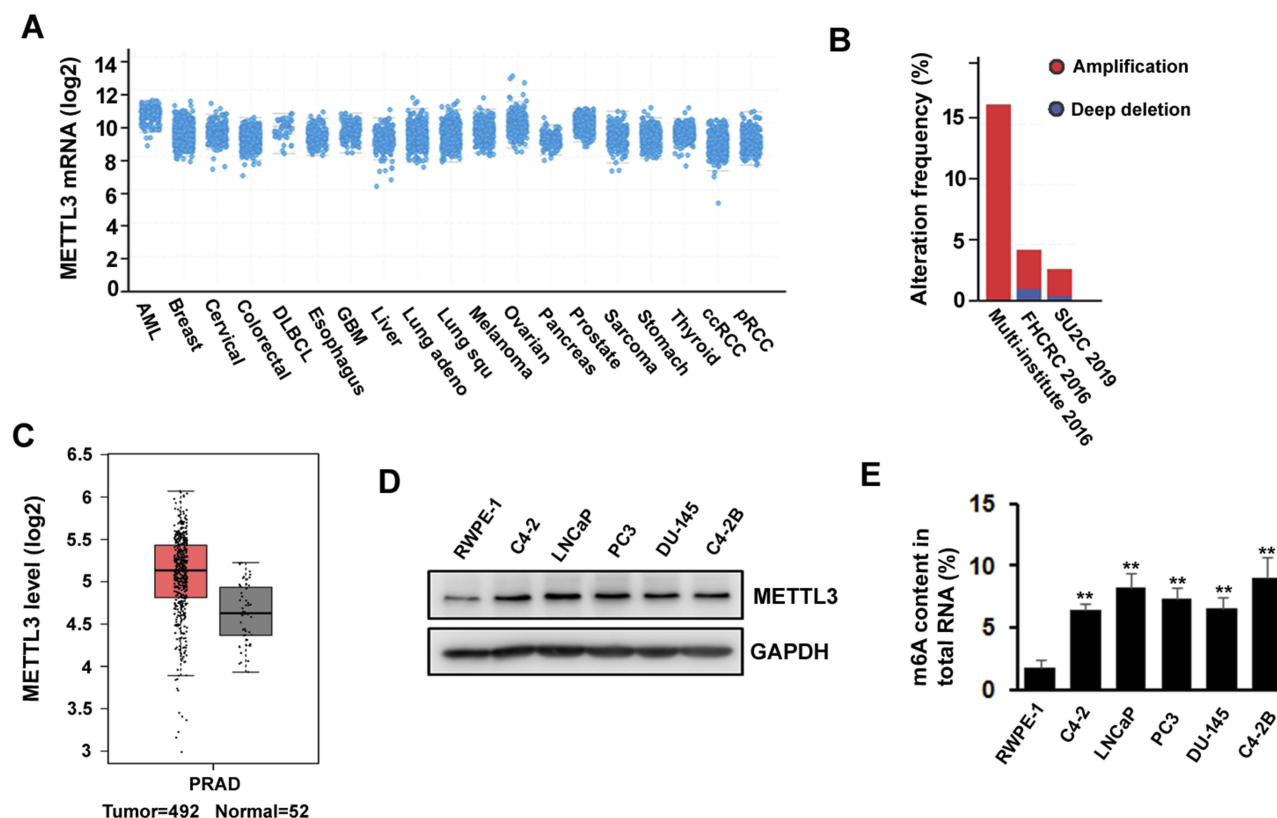 A
METTL3 mRNA (log2)
14
12
10
8
6
4
2
0
AML
Breast
Cervical
Colorectal
DLBCL
Esophagus
GBM
Liver
Lung adeno
Lung squ
Melanoma
Ovarian
Pancreas
Prostate
Sarcoma
Stomach
Thyroid
ccRCC
pRCC
B
Alteration frequency (%)
15
10
5
0
Amplification
Deep deletion
Multi-institute 2016
FHCRC 2016
SU2C 2019
C
METTL3 level (log2)
6.5
6
5.5
5
4.5
4
3.5
3
PRAD
Tumor=492 Normal=52
D
RWPE-1
C4-2
LNCaP
PC3
DU-145
C4-2B
METTL3
GAPDH
E
m6A content in
total RNA (%)
15
10
5
0
**
**
**
**
**
RWPE-1
C4-2
LNCaP
PC3
DU-145
C4-2B